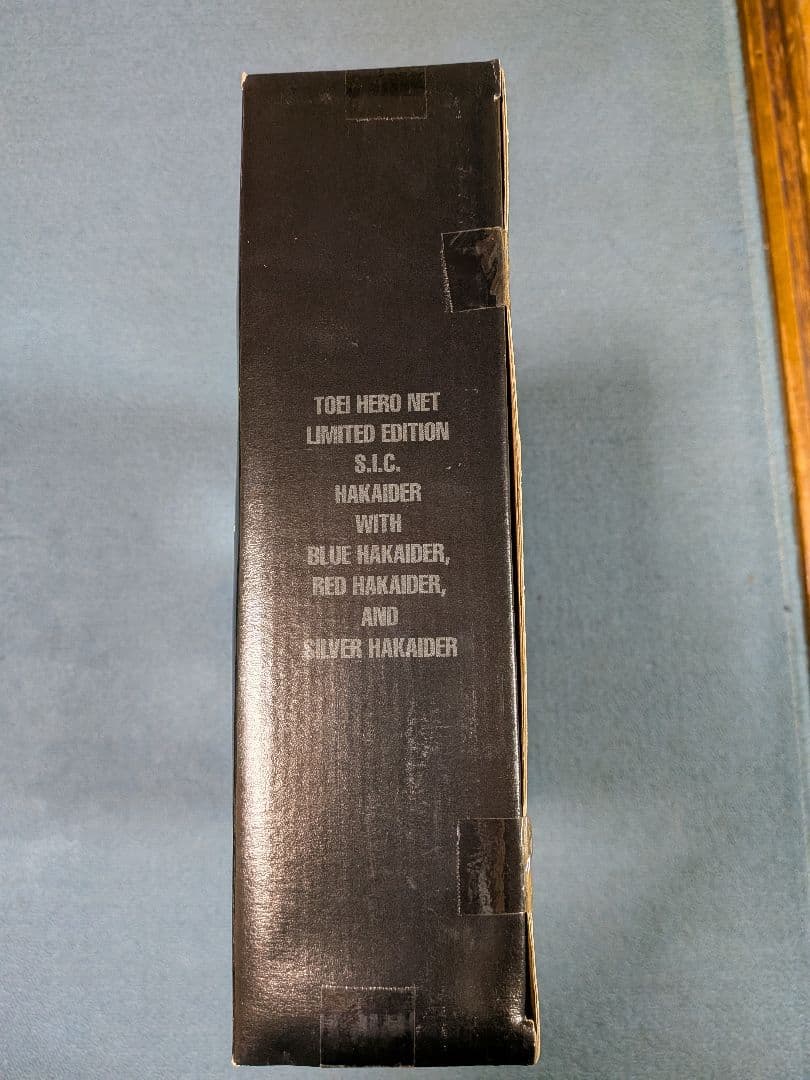 TOEI HERO NET
LIMITED EDITION
S.I.C.
HAKAIDER
WITH
BLUE HAKAIDER,
RED HAKAIDER,
AND
SILVER HAKAIDER